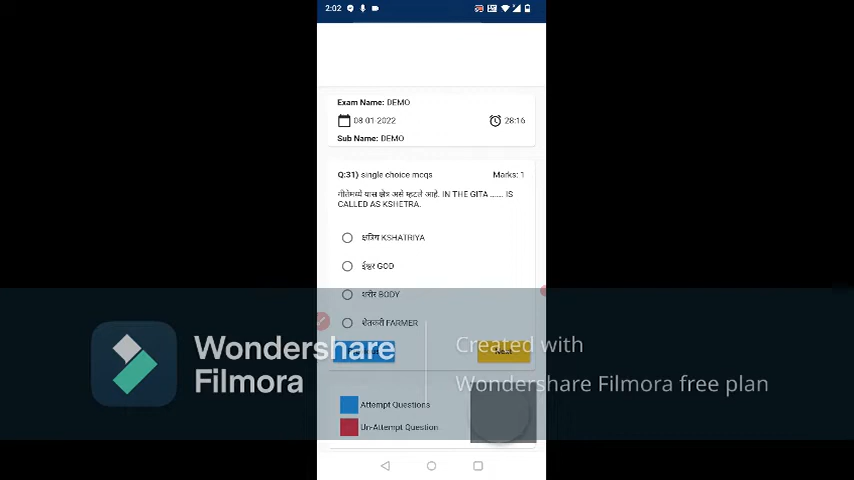 2:02
Exam Name: DEMO
08-01-2022
28:16
Sub Name: DEMO
Q:31) single choice mcqs
Marks: 1
गीतेमध्ये यास क्षेत्र असे म्हटले आहे. IN THE GITA ....... IS
CALLED AS KSHETRA.
क्षत्रिय KSHATRIYA
ईश्वर GOD
शरीर BODY
शेतकरी FARMER
Next
Wondershare
Filmora
Created with
Wondershare Filmora free plan
Attempt Questions
Un-Attempt Question